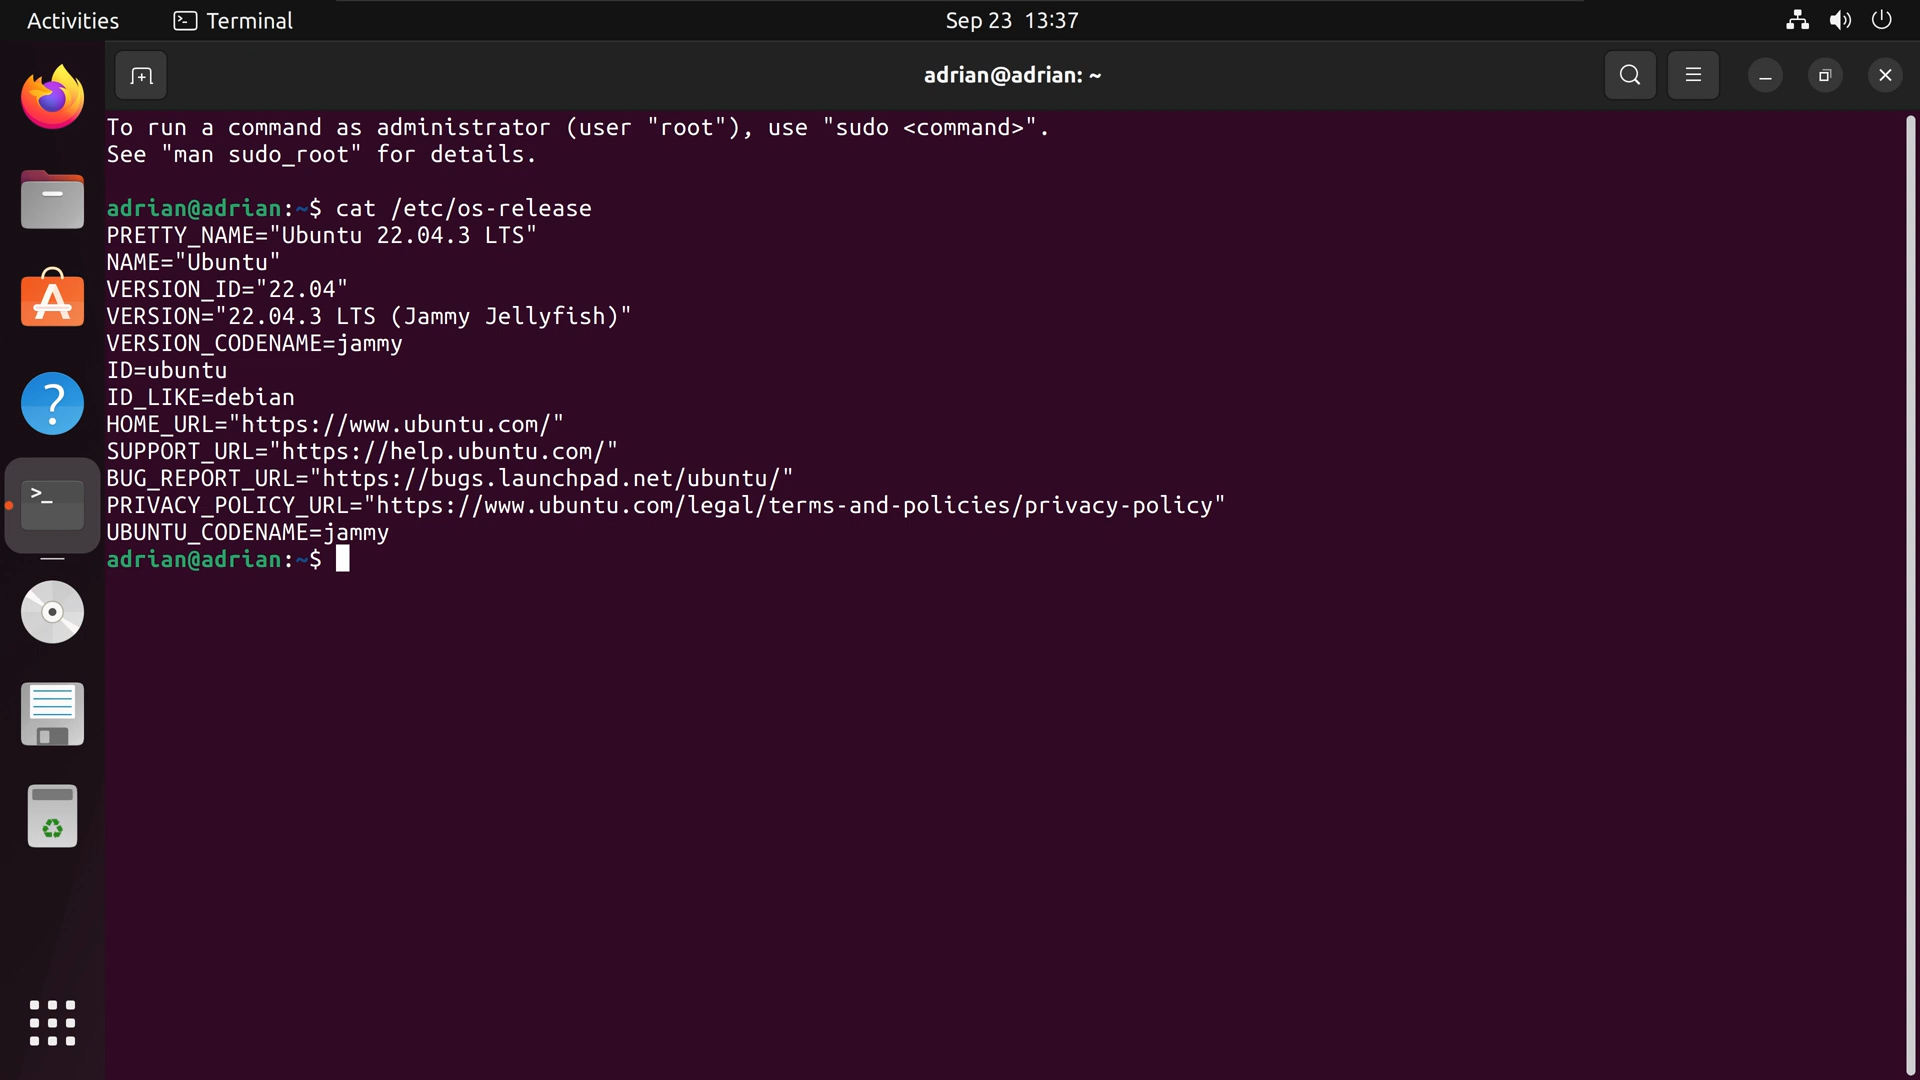 Activities
Terminal
Sep 23 13:37
adrian@adrian: ~
To run a command as administrator (user "root"), use "sudo <command>".
See "man sudo_root" for details.
adrian@adrian:~$ cat /etc/os-release
PRETTY_NAME="Ubuntu 22.04.3 LTS"
NAME="Ubuntu"
VERSION_ID="22.04"
VERSION="22.04.3 LTS (Jammy Jellyfish)"
VERSION_CODENAME=jammy
ID=ubuntu
ID_LIKE=debian
HOME_URL="https://www.ubuntu.com/"
SUPPORT_URL="https://help.ubuntu.com/"
BUG_REPORT_URL="https://bugs.launchpad.net/ubuntu/"
PRIVACY_POLICY_URL="https://www.ubuntu.com/legal/terms-and-policies/privacy-policy"
UBUNTU_CODENAME=jammy
adrian@adrian:~$